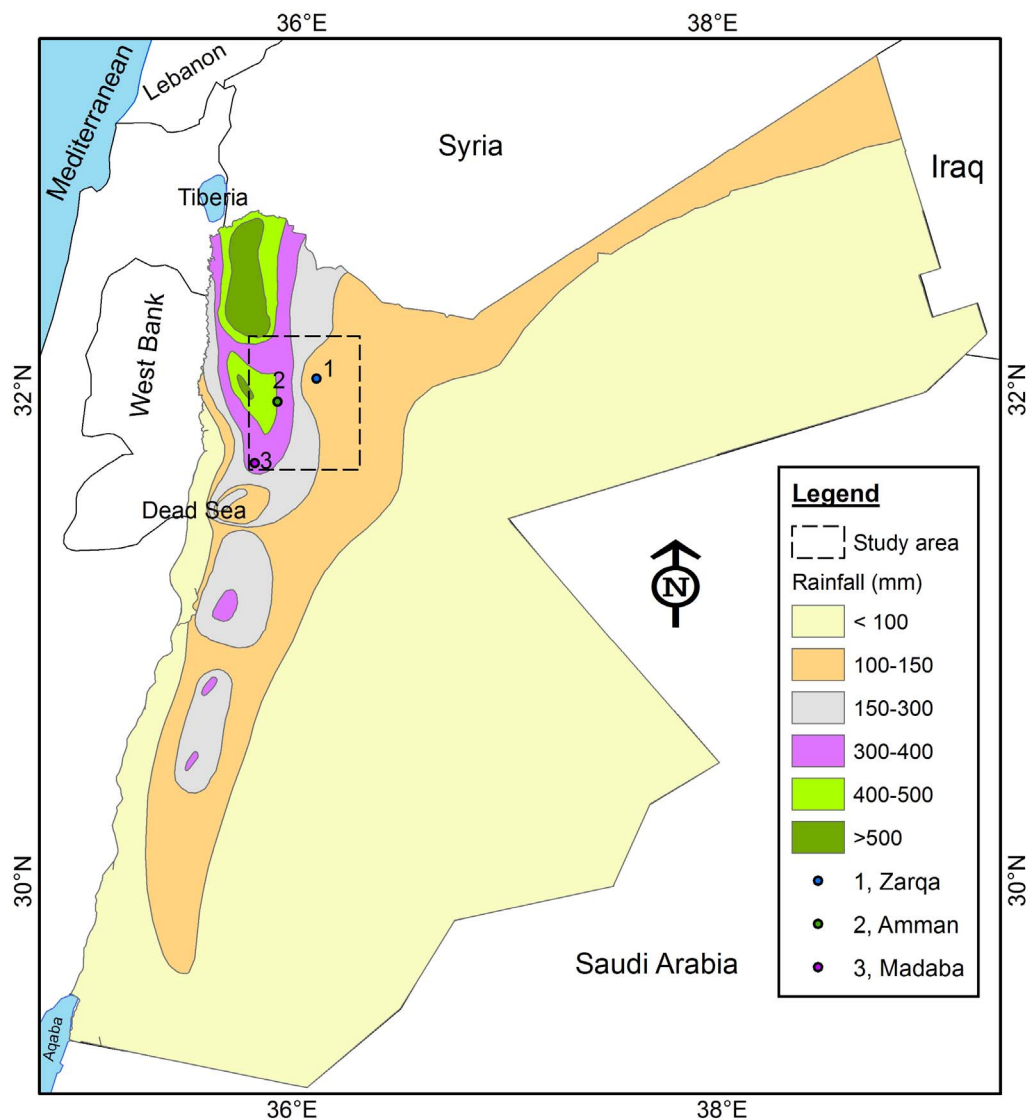 36°E
38°E
Mediterranean
Lebanon
Syria
Iraq
Tiberia
West Bank
32°N
32°N
1
2
3
Dead Sea
Legend
Study area
Rainfall (mm)
< 100
100-150
150-300
300-400
400-500
>500
1, Zarqa
2, Amman
3, Madaba
N
30°N
30°N
Saudi Arabia
Aqaba
36°E
38°E